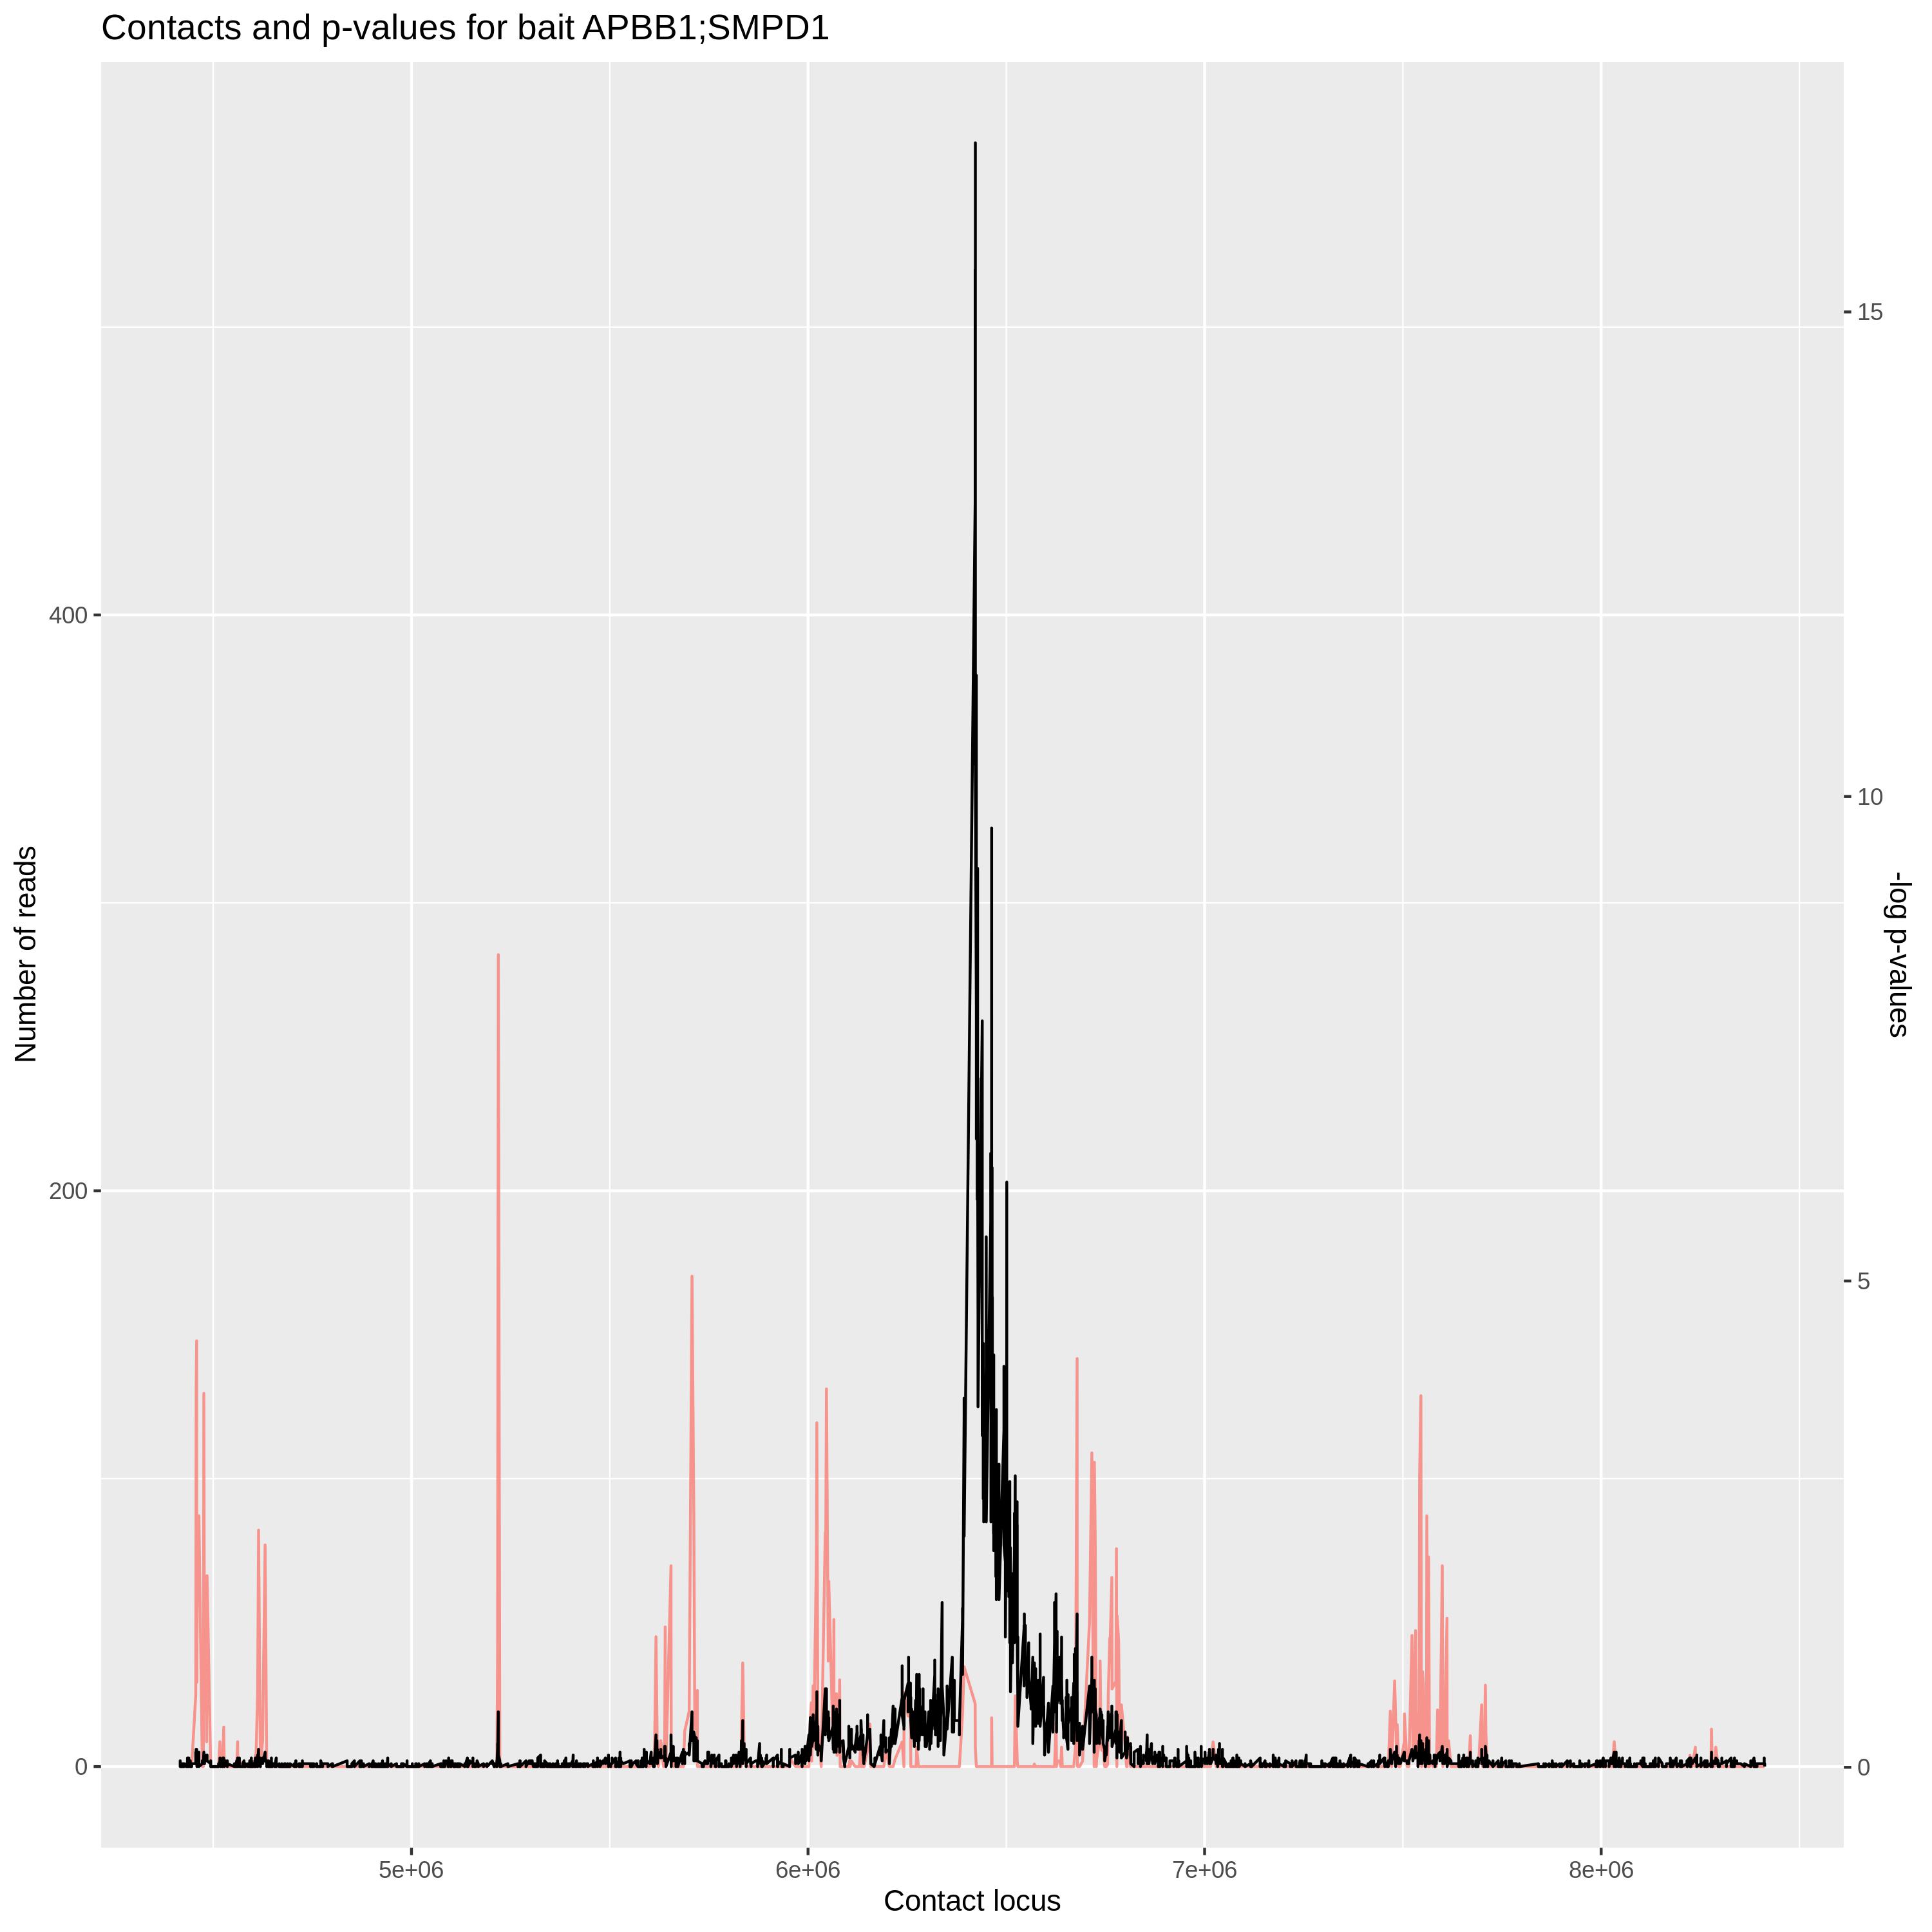 Contacts and p-values for bait APBB1;SMPD1
15
400
10
Number of reads
-log p-values
200
5
0
0
5e+06
6e+06
7e+06
8e+06
Contact locus